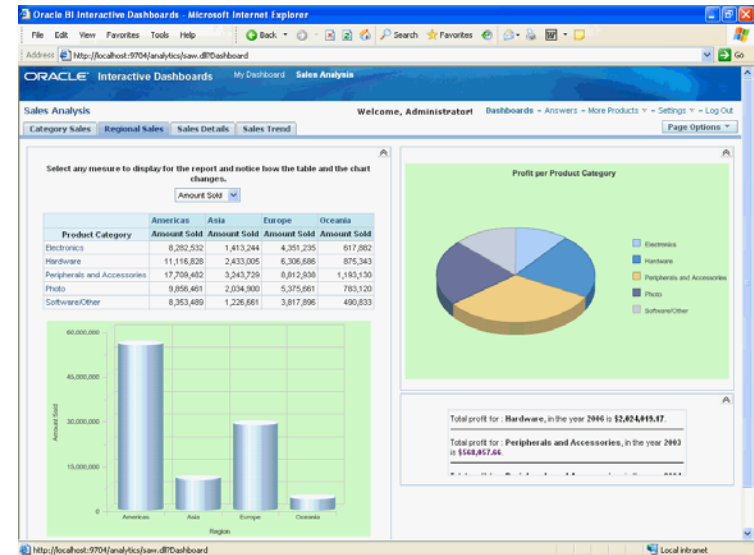 Oracle BI Interactive Dashboards - Microsoft Internet Explorer
File Edit View Favorites Tools Help Back Search Favorites
Address http://localhost:9704/analytics/saw.dll?Dashboard Go
ORACLE Interactive Dashboards My Dashboard Sales Analysis
Sales Analysis Welcome, Administrator! Dashboards - Answers - More Products - Settings - Log Out
Category Sales Regional Sales Sales Details Sales Trend Page Options
Select any mesure to display for the report and notice how the table and the chart
changes.
Amount Sold
Americas Asia Europe Oceania
Product Category Amount Sold Amount Sold Amount Sold Amount Sold
Electronics 8,282,532 1,413,244 4,351,235 617,882
Hardware 11,116,828 2,433,005 6,306,686 875,343
Peripherals and Accessories 17,709,402 3,243,729 8,812,938 1,193,130
Photo 9,856,461 2,034,900 5,375,661 783,120
Software/Other 8,353,489 1,226,661 3,817,896 490,833
60,000,000
45,000,000
30,000,000
15,000,000
0
Amount Sold
Americas Asia Europe Oceania
Region
Profit per Product Category
Electronics
Hardware
Peripherals and Accessories
Photo
Software/Other
Total profit for : Hardware, in the year 2006 is $2,024,019.17.
Total profit for : Peripherals and Accessories, in the year 2003
is $568,057.66.
http://localhost:9704/analytics/saw.dll?Dashboard Local intranet